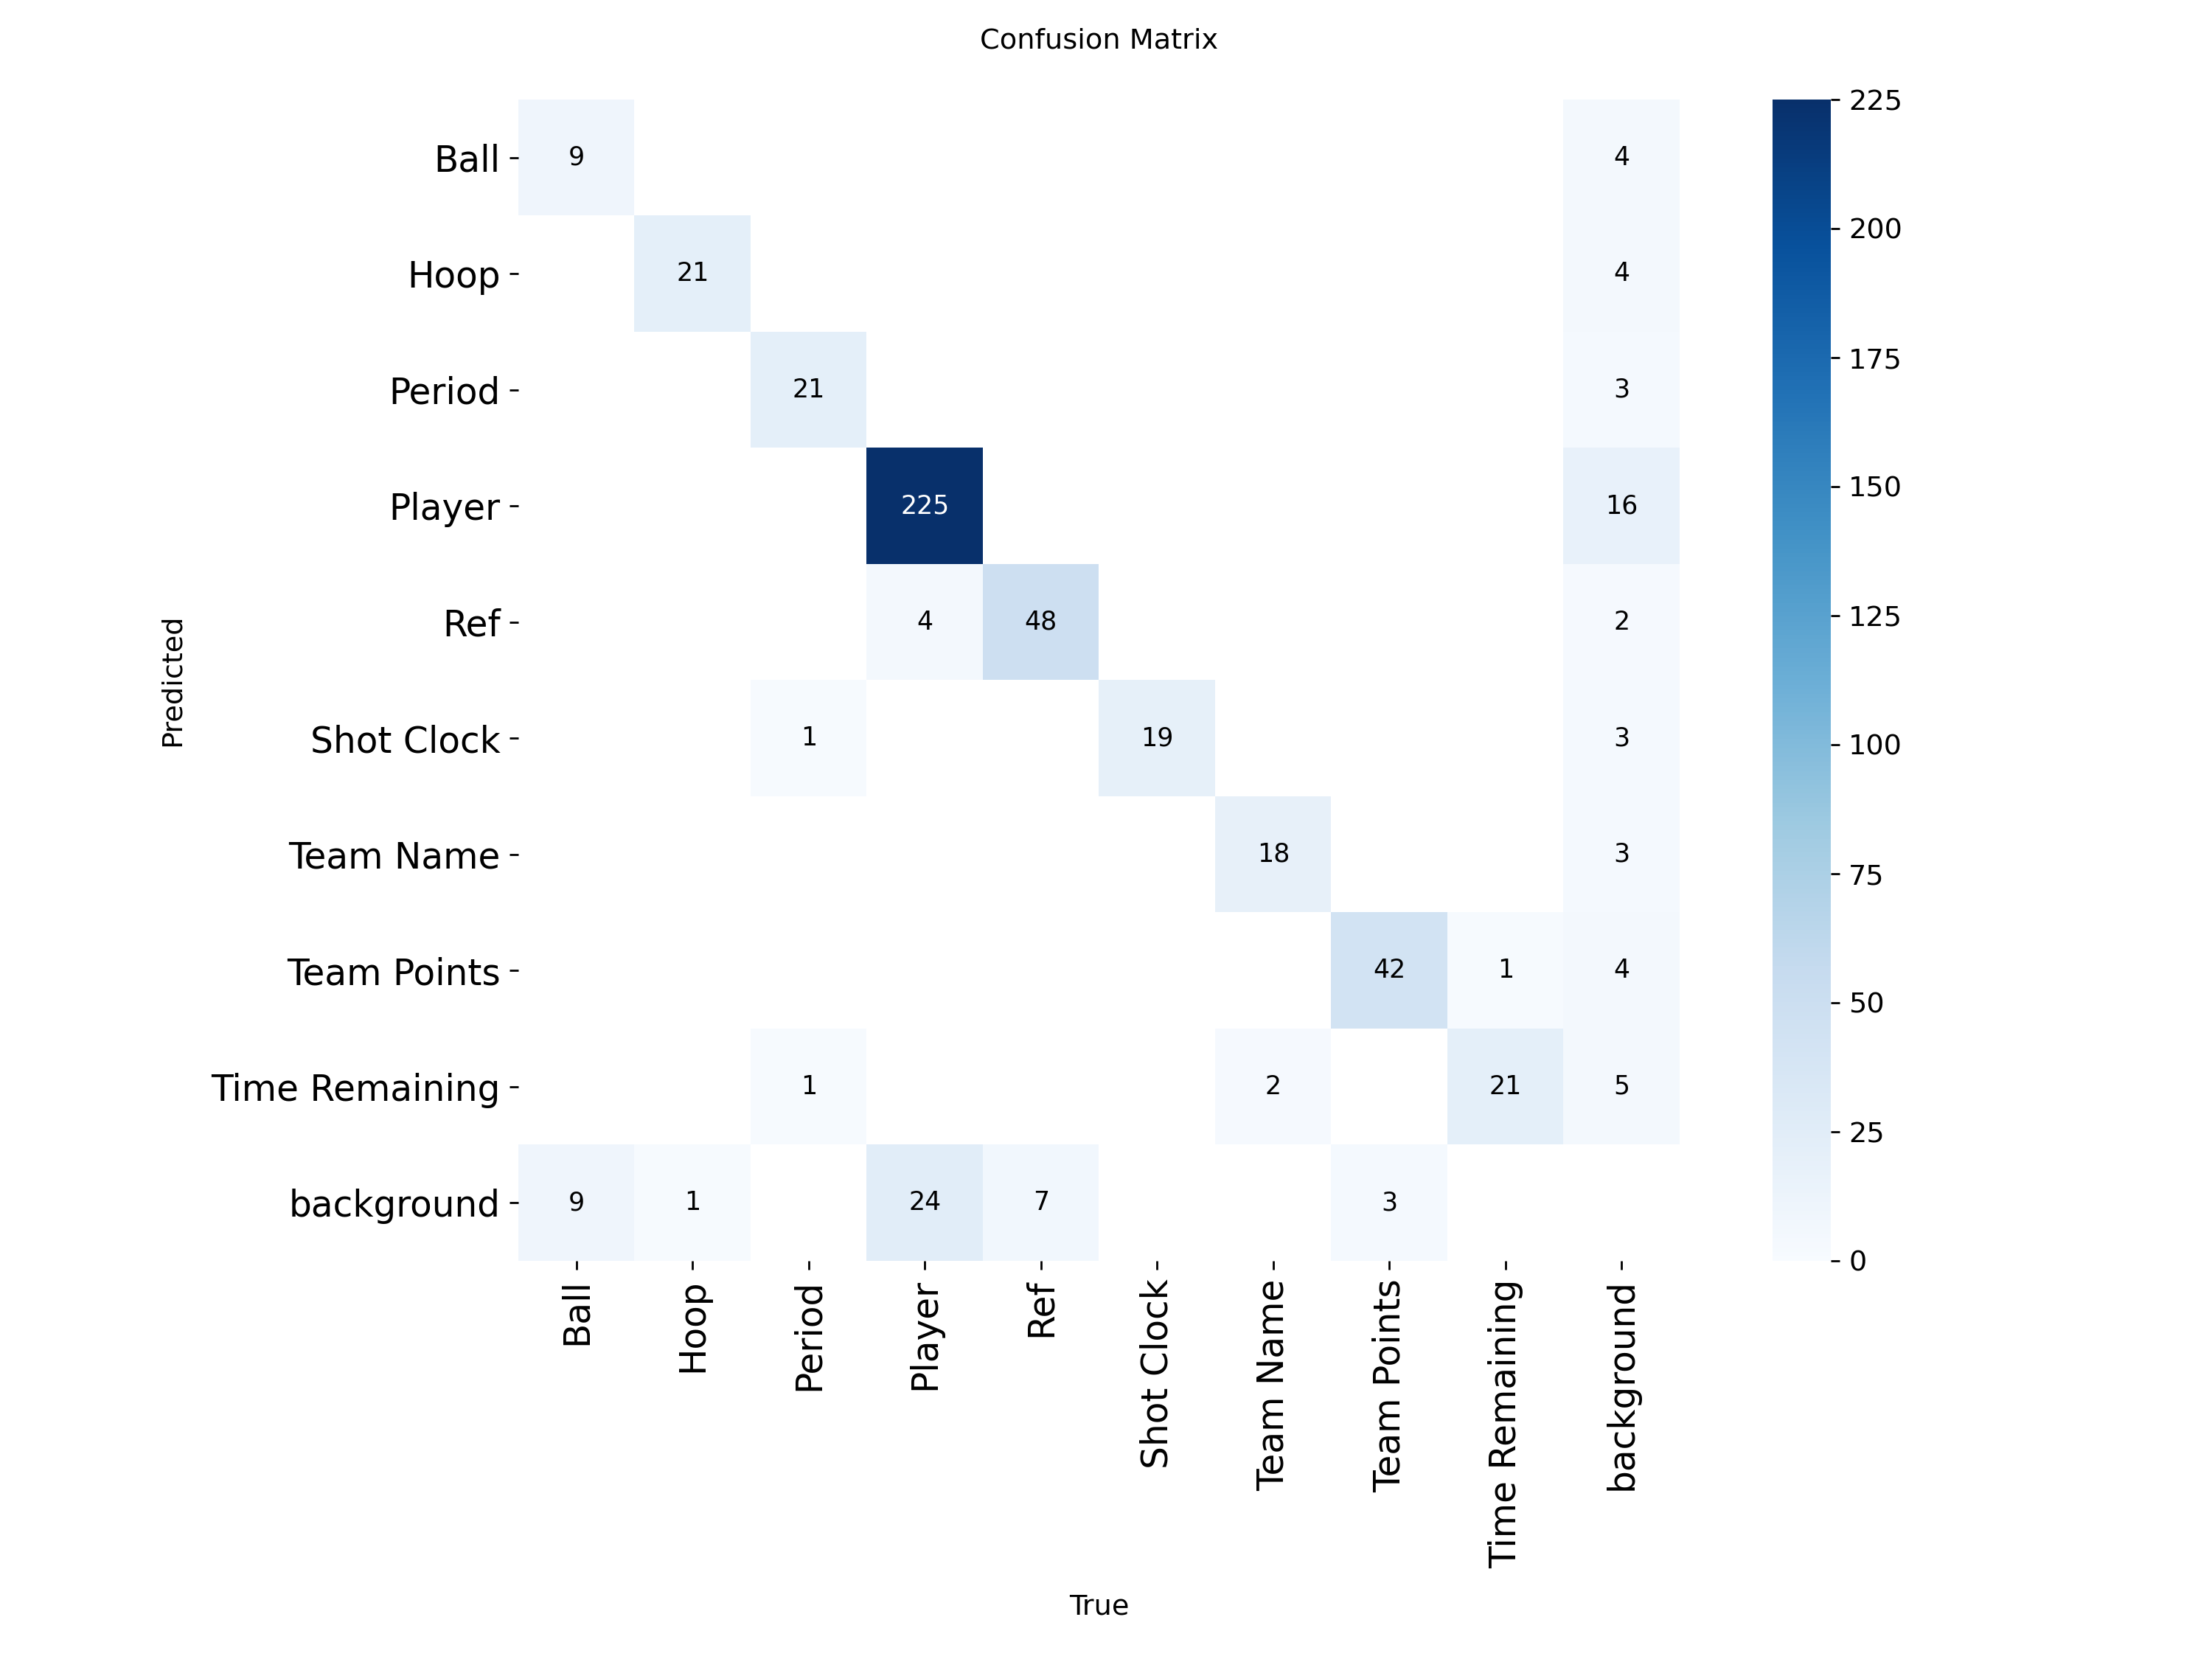 Confusion Matrix
Predicted
Ball 9 4
Hoop 21 4
Period 21 3
Player 225 16
Ref 4 48 2
Shot Clock 1 19 3
Team Name 18 3
Team Points 42 1 4
Time Remaining 1 2 21 5
background 9 1 24 7 3
Ball Hoop Period Player Ref Shot Clock Team Name Team Points Time Remaining background
True
225
200
175
150
125
100
75
50
25
0